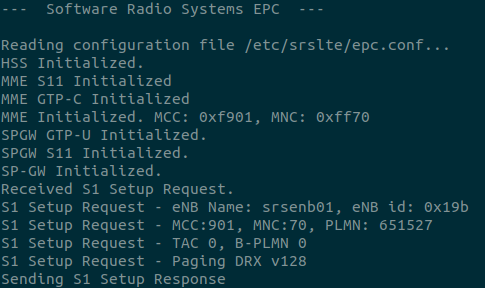 ---  Software Radio Systems EPC  ---
Reading configuration file /etc/srslte/epc.conf...
HSS Initialized.
MME S11 Initialized
MME GTP-C Initialized
MME Initialized. MCC: 0xf901, MNC: 0xff70
SPGW GTP-U Initialized.
SPGW S11 Initialized.
SP-GW Initialized.
Received S1 Setup Request.
S1 Setup Request - eNB Name: srsenb01, eNB id: 0x19b
S1 Setup Request - MCC:901, MNC:70, PLMN: 651527
S1 Setup Request - TAC 0, B-PLMN 0
S1 Setup Request - Paging DRX v128
Sending S1 Setup Response